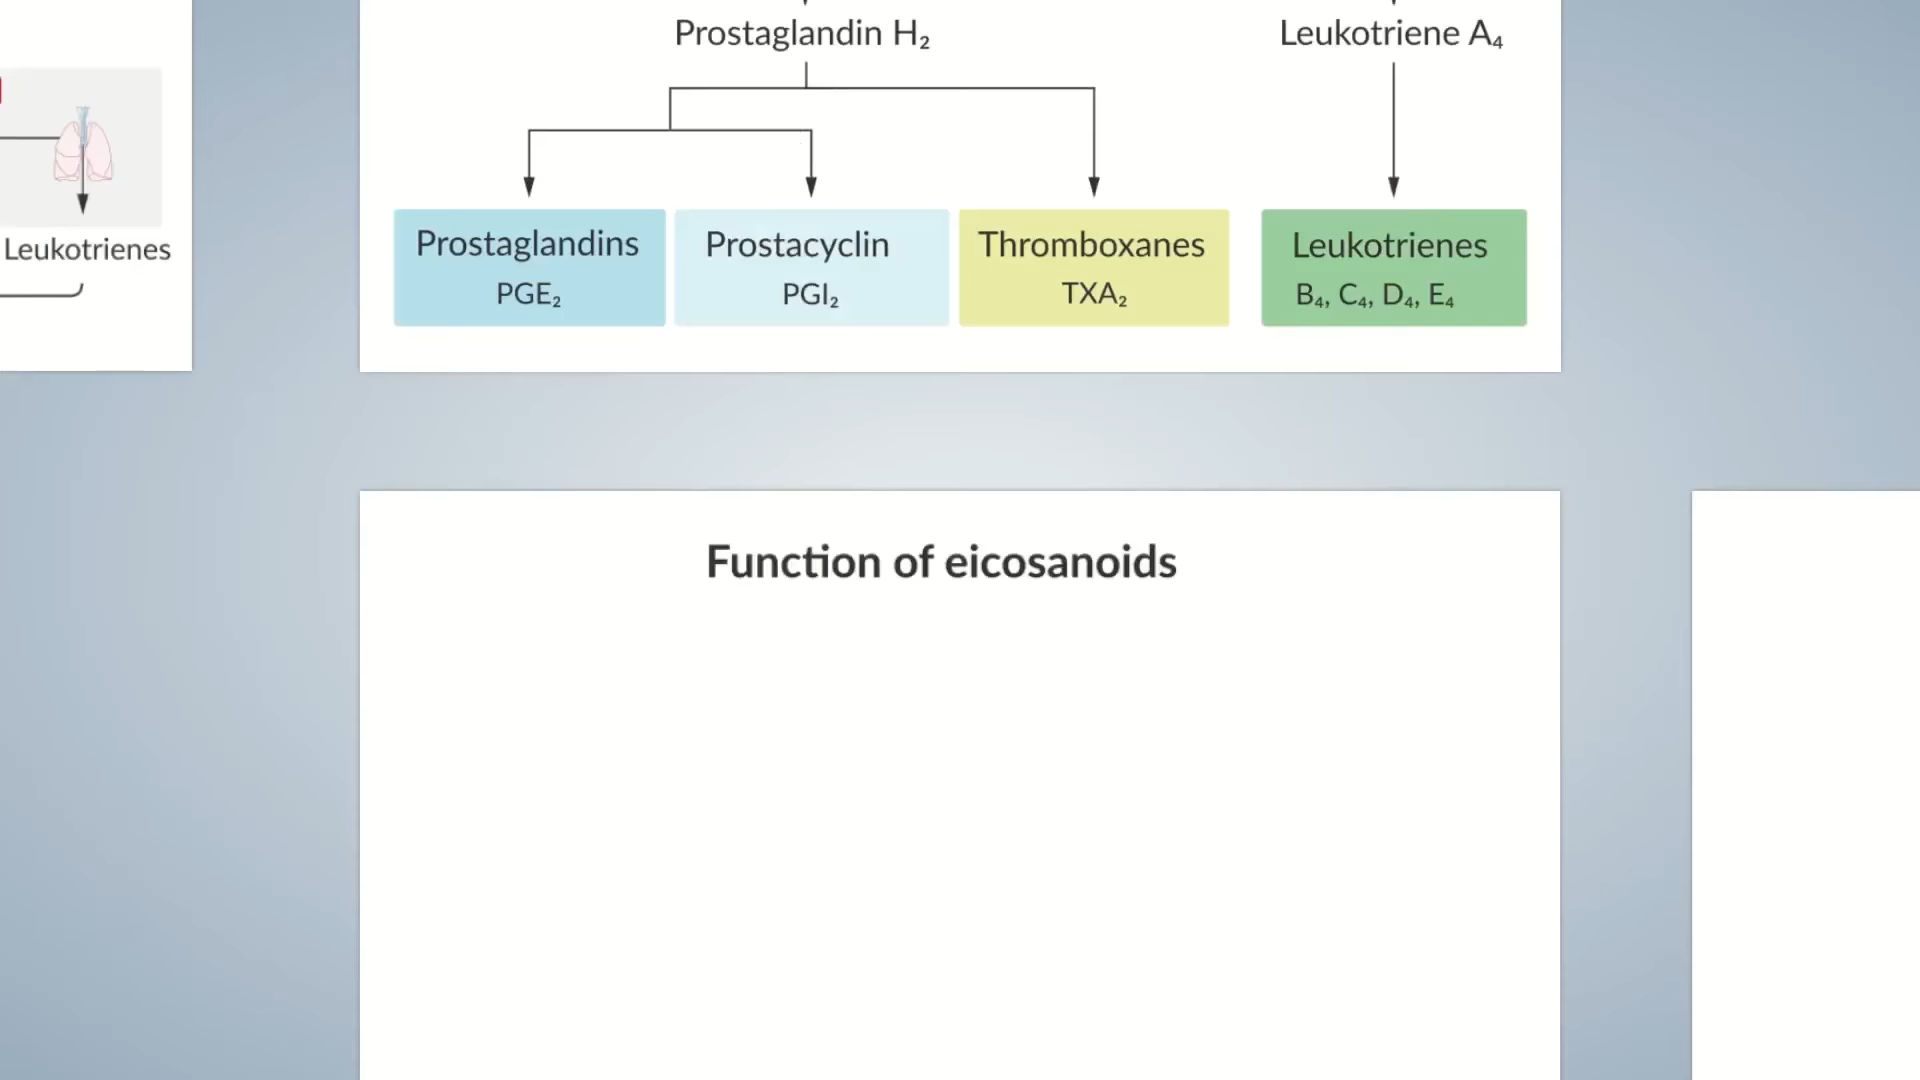 Prostaglandin H₂
Leukotriene A₄
Leukotrienes
Prostaglandins
PGE₂
Prostacyclin
PGI₂
Thromboxanes
TXA₂
Leukotrienes
B₄, C₄, D₄, E₄
Function of eicosanoids